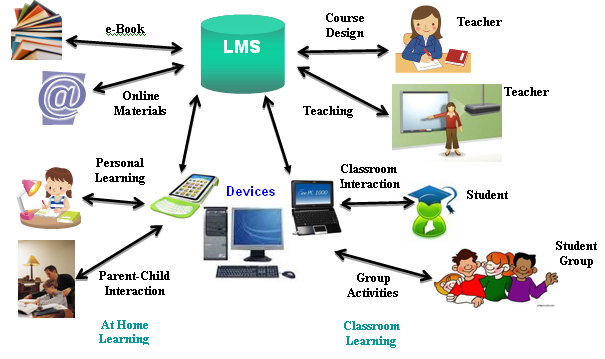 e-Book
LMS
Course
Design
Teacher
Online
Materials
Teaching
Teacher
Personal
Learning
Devices
Classroom
Interaction
Student
Parent-Child
Interaction
Group
Activities
Student
Group
At Home
Learning
Classroom
Learning